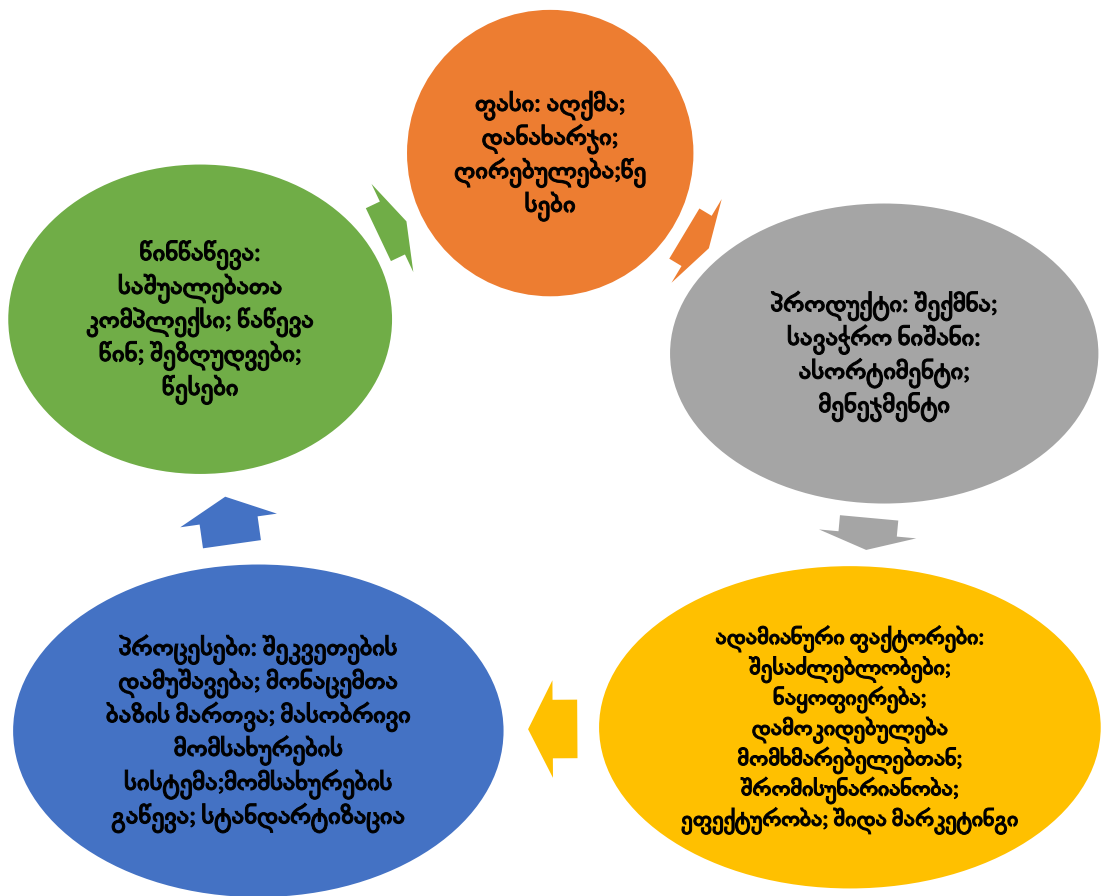 ფასი: აღქმა;
დანახარჯი;
ღირებულება;წე
სები
პროდუქტი: შექმნა;
სავაჭრო ნიშანი:
ასორტიმენტი;
მენეჯმენტი
ადამიანური ფაქტორები:
შესაძლებლობები;
ნაყოფიერება;
დამოკიდებულება
მომხმარებელებთან;
შრომისუნარიანობა;
ეფექტურობა; შიდა მარკეტინგი
პროცესები: შეკვეთების
დამუშავება; მონაცემთა
ბაზის მართვა; მასობრივი
მომსახურების
სისტემა;მომსახურების
გაწევა; სტანდარტიზაცია
წინწაწევა:
საშუალებათა
კომპლექსი; წაწევა
წინ; შეზღუდვები;
წესები